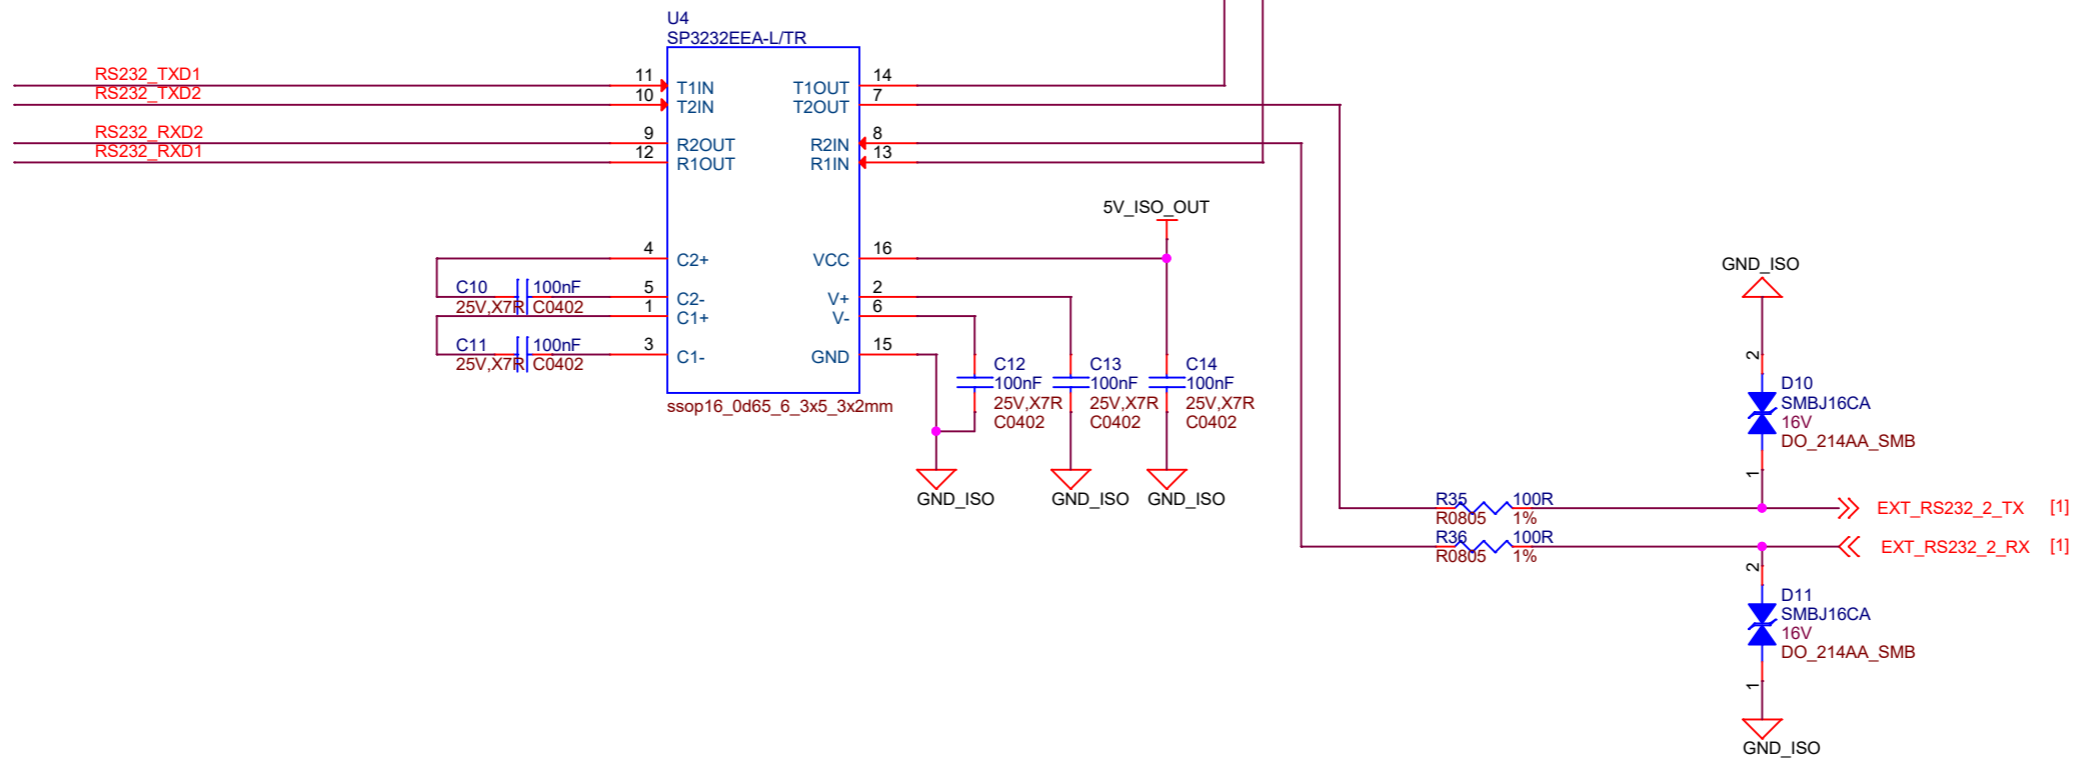 U4
SP3232EEA-L/TR
RS232_TXD1
RS232_TXD2
RS232_RXD2
RS232_RXD1
11
10
9
12
T1IN
T2IN
R2OUT
R1OUT
T1OUT
T2OUT
R2IN
R1IN
14
7
8
13
5V_ISO_OUT
4
5
1
3
C2+
C2-
C1+
C1-
VCC
V+
V-
GND
16
2
6
15
C10 100nF
25V,X7R C0402
C11 100nF
25V,X7R C0402
ssop16_0d65_6_3x5_3x2mm
C12
100nF
25V,X7R
C0402
C13
100nF
25V,X7R
C0402
C14
100nF
25V,X7R
C0402
GND_ISO
GND_ISO
GND_ISO
GND_ISO
2
D10
SMBJ16CA
16V
DO_214AA_SMB
1
R35 100R
R0805 1%
EXT_RS232_2_TX [1]
R36 100R
R0805 1%
EXT_RS232_2_RX [1]
2
D11
SMBJ16CA
16V
DO_214AA_SMB
1
GND_ISO